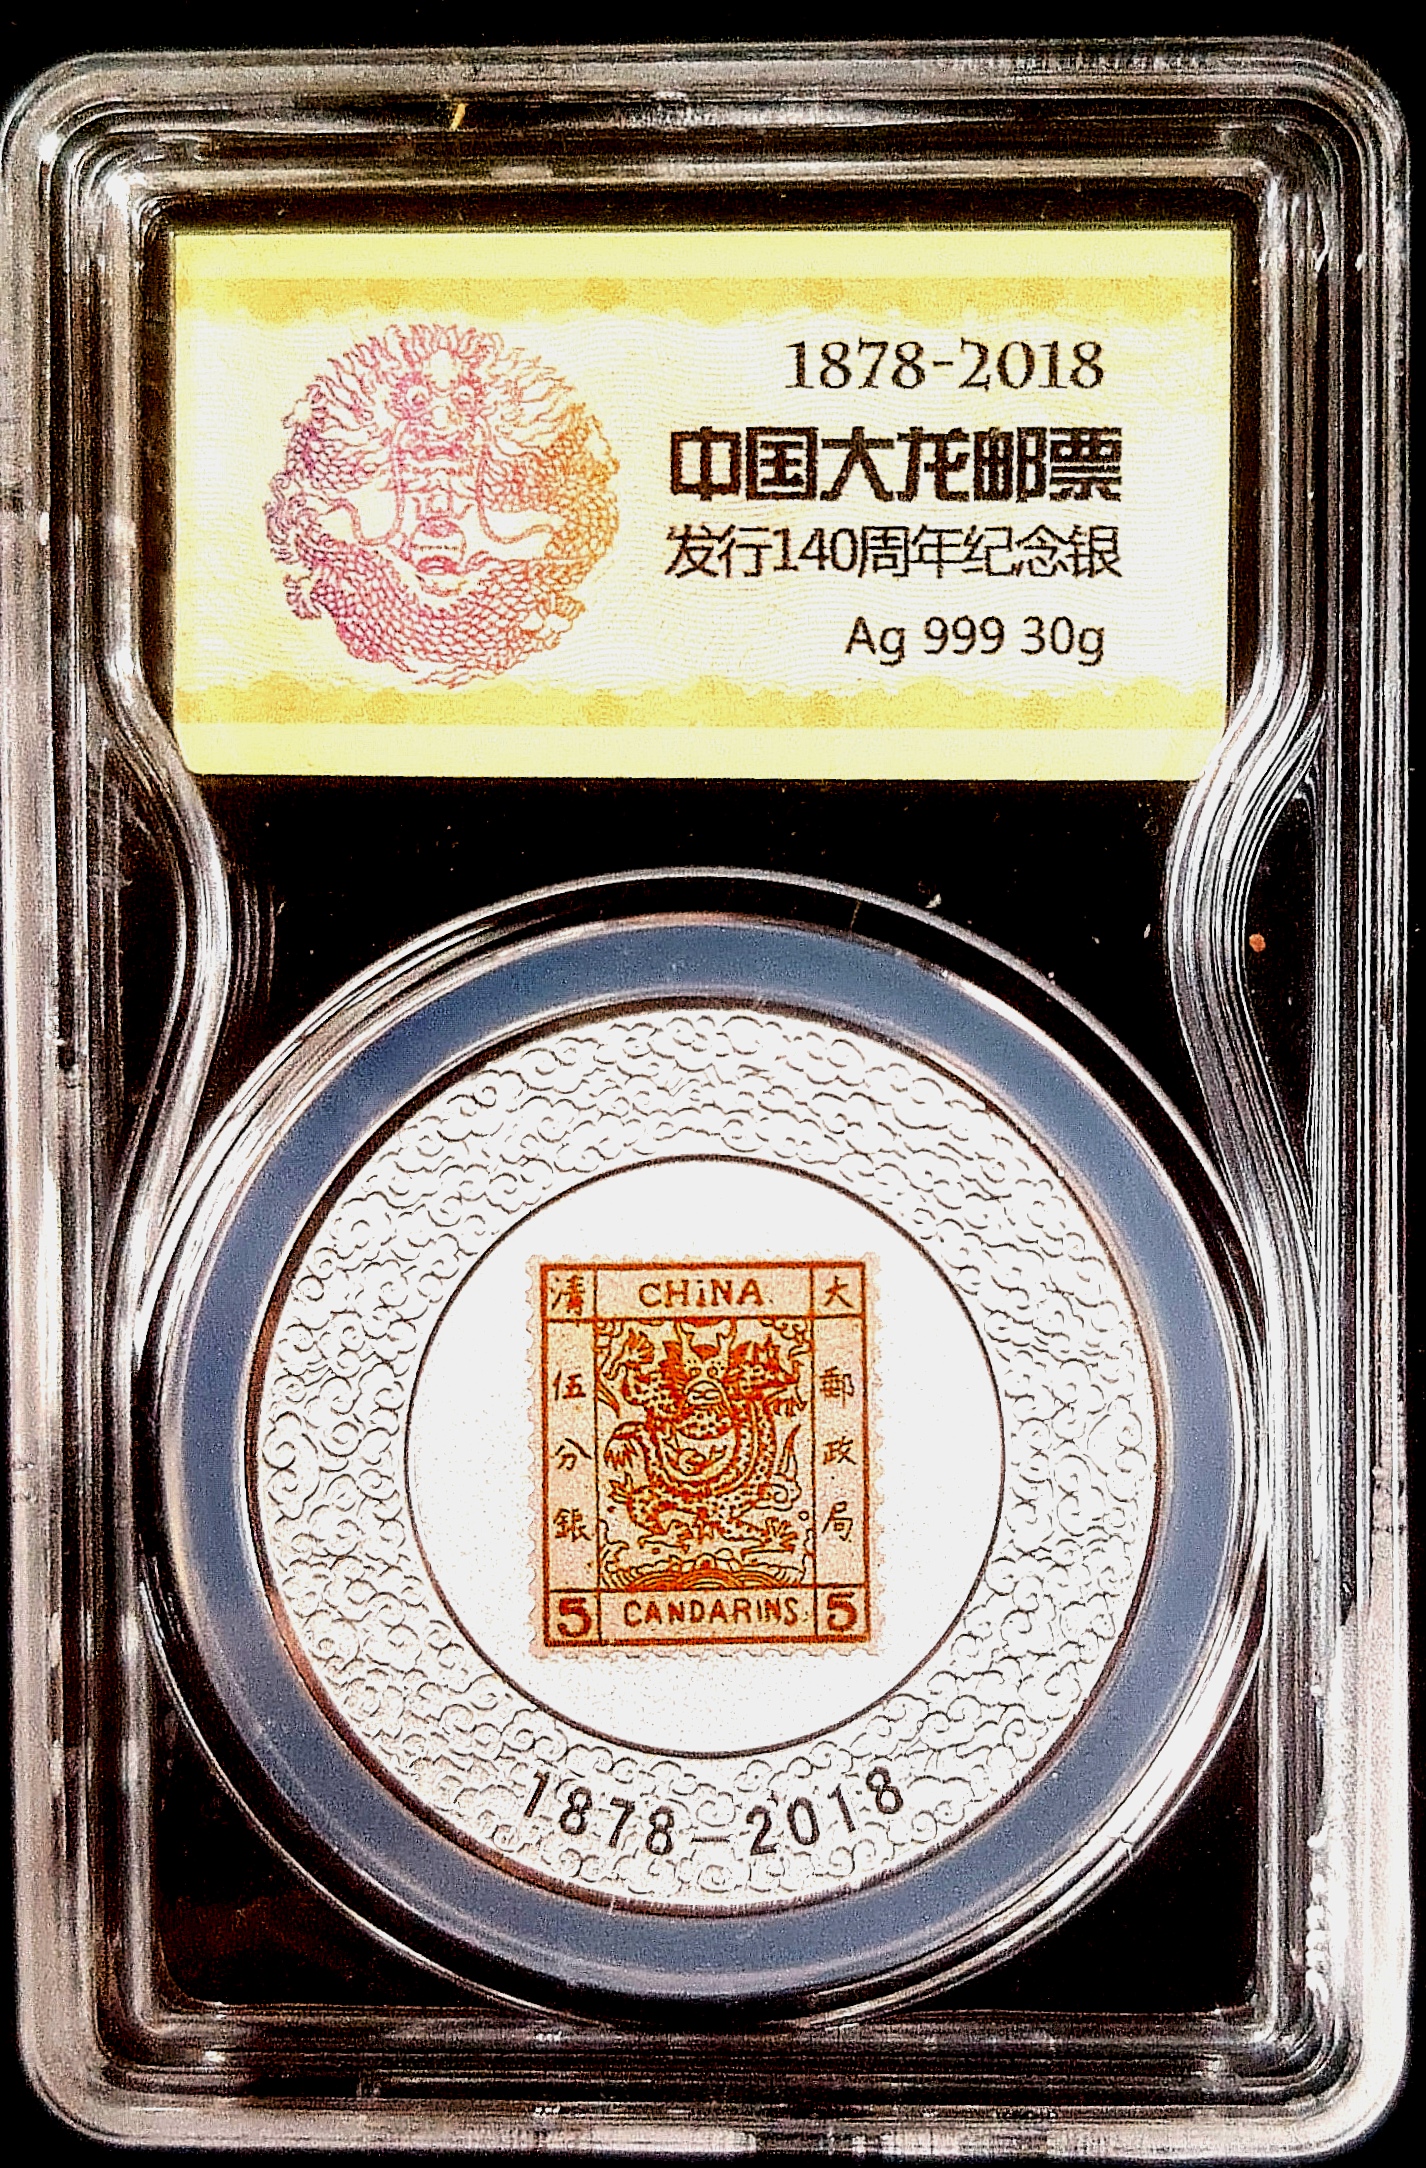 1878-2018
中国大龙邮票
发行140周年纪念银
Ag 999 30g
清 CHiNA 大
伍分銀
郵政局
5 CANDARINS. 5
1878-2018